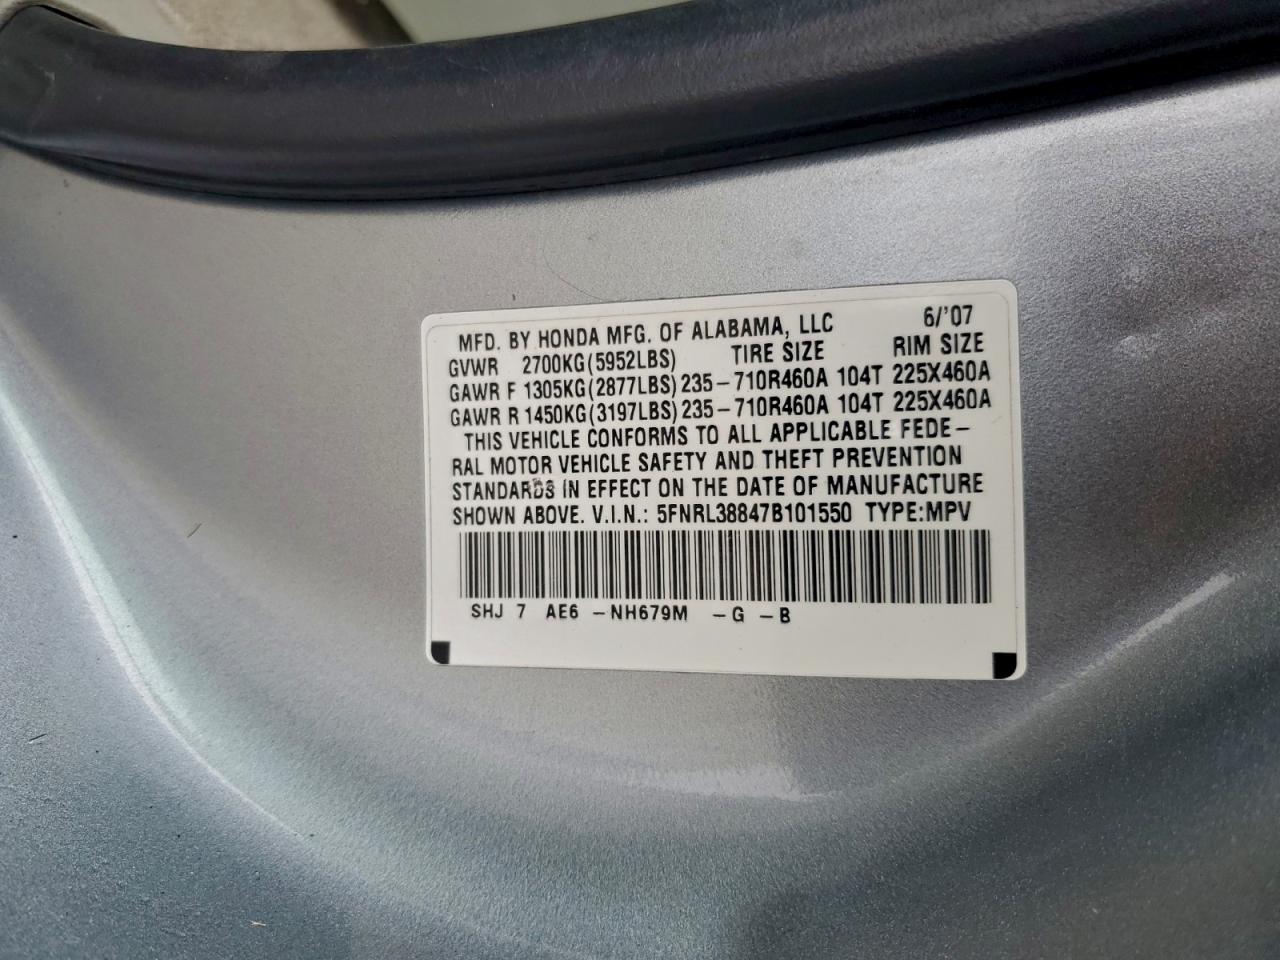 MFD. BY HONDA MFG. OF ALABAMA, LLC 6/'07
GVWR 2700KG(5952LBS) TIRE SIZE RIM SIZE
GAWR F 1305KG(2877LBS) 235-710R460A 104T 225X460A
GAWR R 1450KG(3197LBS) 235-710R460A 104T 225X460A
THIS VEHICLE CONFORMS TO ALL APPLICABLE FEDE-
RAL MOTOR VEHICLE SAFETY AND THEFT PREVENTION
STANDARDS IN EFFECT ON THE DATE OF MANUFACTURE
SHOWN ABOVE. V.I.N.: 5FNRL38847B101550 TYPE:MPV
SHJ 7 AE6 -NH679M -G -B